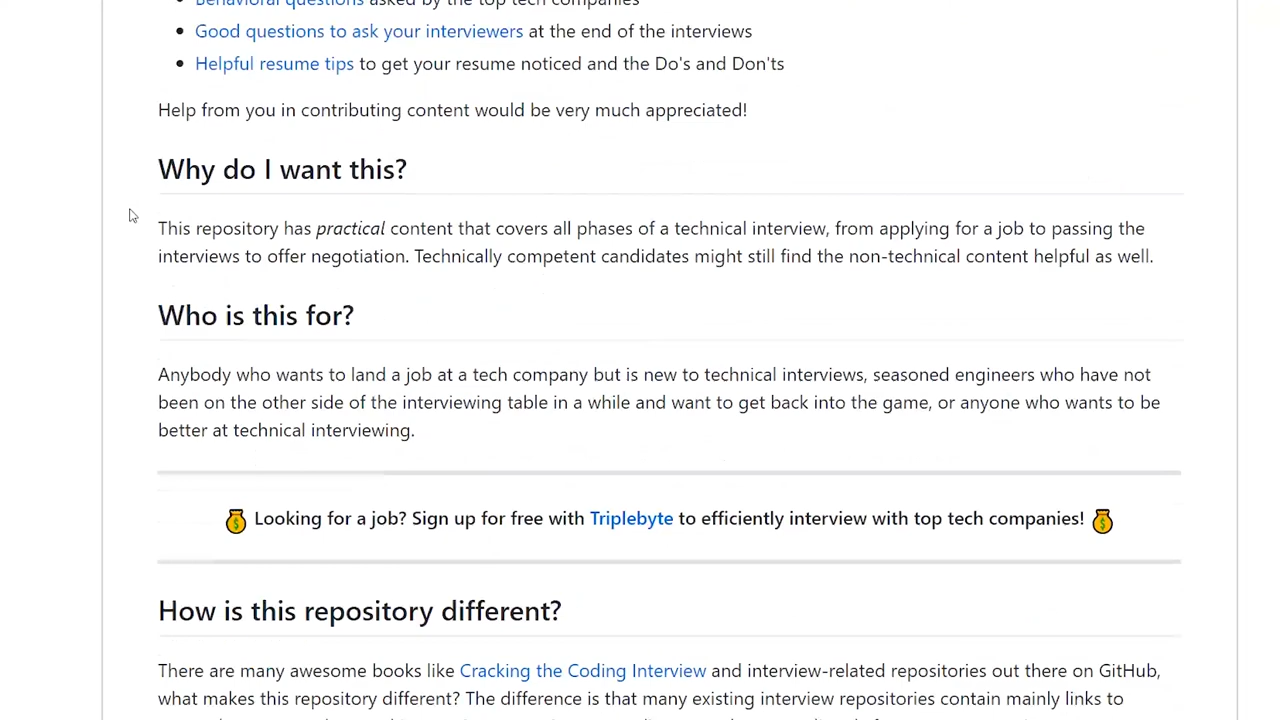 Behavioral questions asked by the top tech companies
Good questions to ask your interviewers at the end of the interviews
Helpful resume tips to get your resume noticed and the Do's and Don'ts
Help from you in contributing content would be very much appreciated!
Why do I want this?
This repository has practical content that covers all phases of a technical interview, from applying for a job to passing the
interviews to offer negotiation. Technically competent candidates might still find the non-technical content helpful as well.
Who is this for?
Anybody who wants to land a job at a tech company but is new to technical interviews, seasoned engineers who have not
been on the other side of the interviewing table in a while and want to get back into the game, or anyone who wants to be
better at technical interviewing.
Looking for a job? Sign up for free with Triplebyte to efficiently interview with top tech companies!
How is this repository different?
There are many awesome books like Cracking the Coding Interview and interview-related repositories out there on GitHub,
what makes this repository different? The difference is that many existing interview repositories contain mainly links to